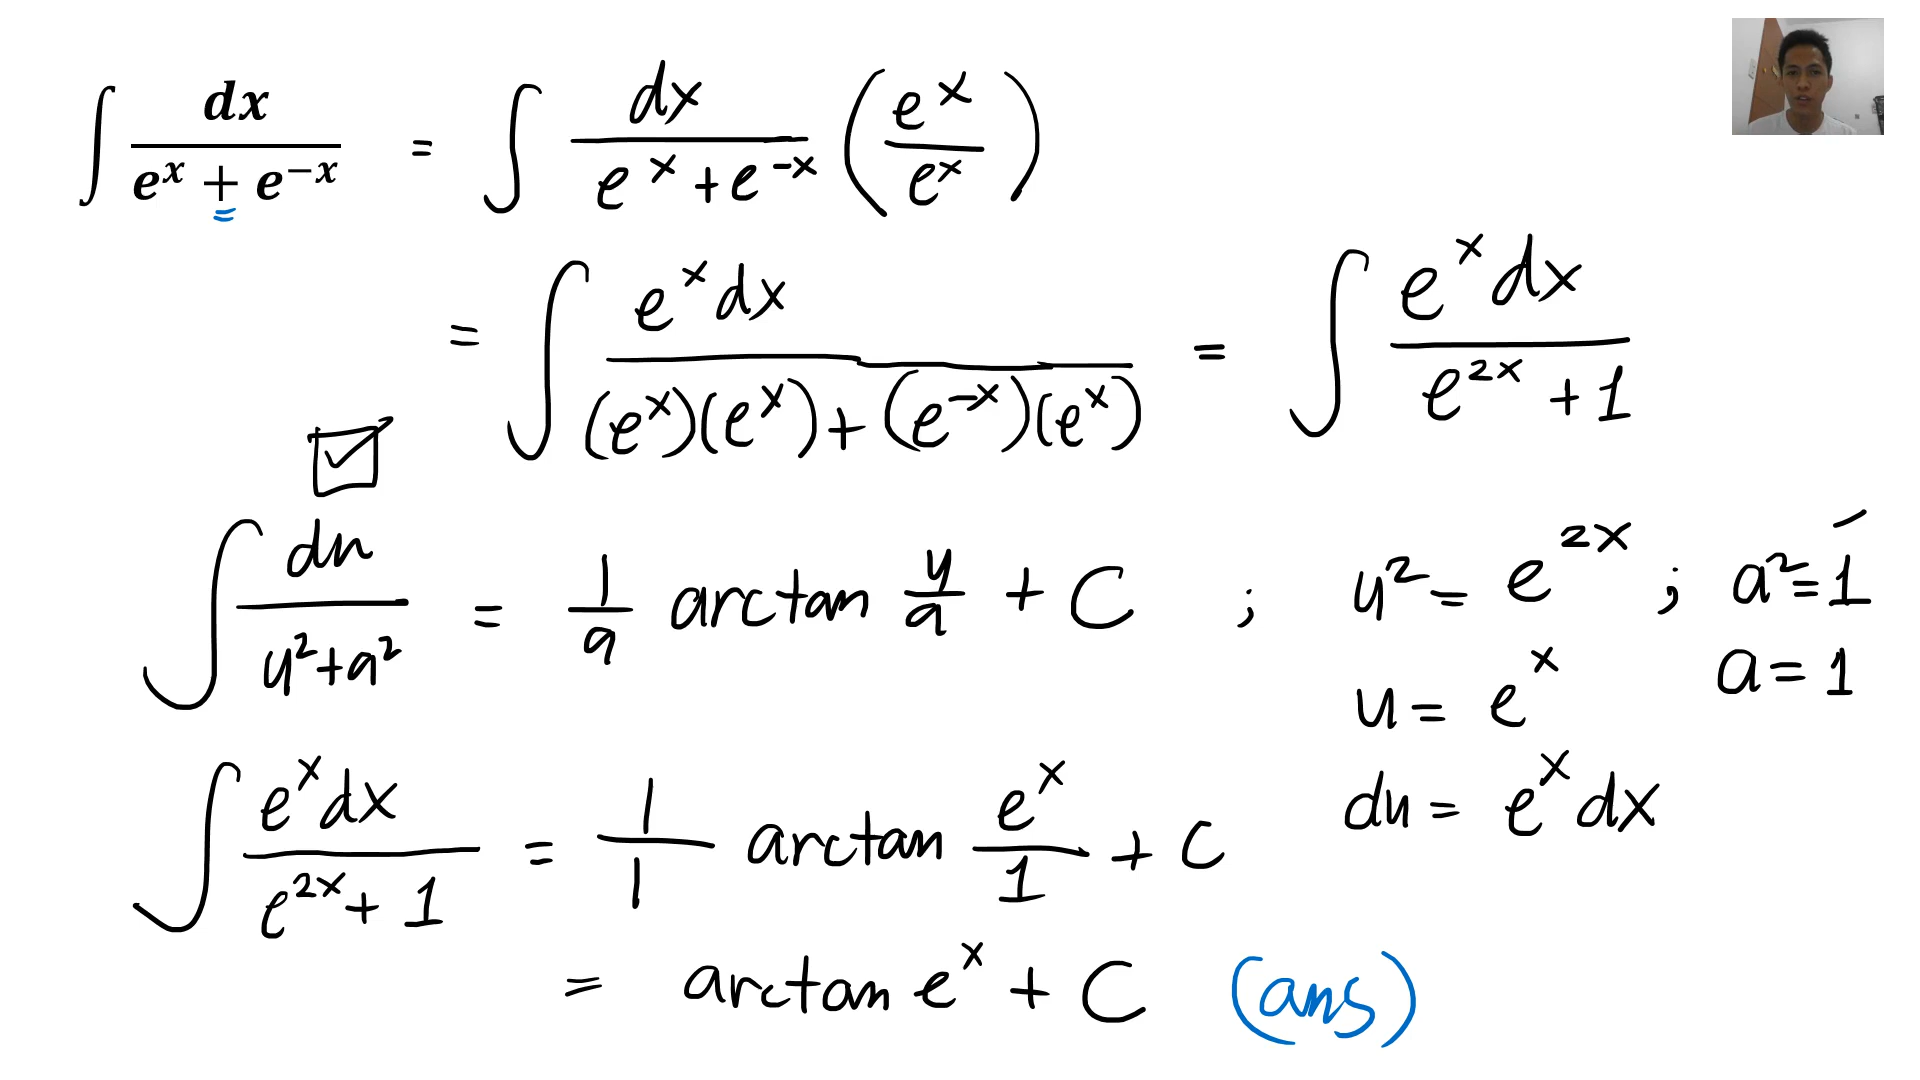 ∫ dx / (e^x + e^{-x}) = ∫ dx / (e^x + e^{-x}) (e^x / e^x)
= ∫ e^x dx / ((e^x)(e^x) + (e^{-x})(e^x)) = ∫ e^x dx / (e^{2x} + 1)
∫ du / (u² + a²) = 1/a arctan u/a + C ; u² = e^{2x} ; a² = 1
u = e^x a = 1
du = e^x dx
∫ e^x dx / (e^{2x} + 1) = 1/1 arctan e^x/1 + C
= arctan e^x + C (ans)